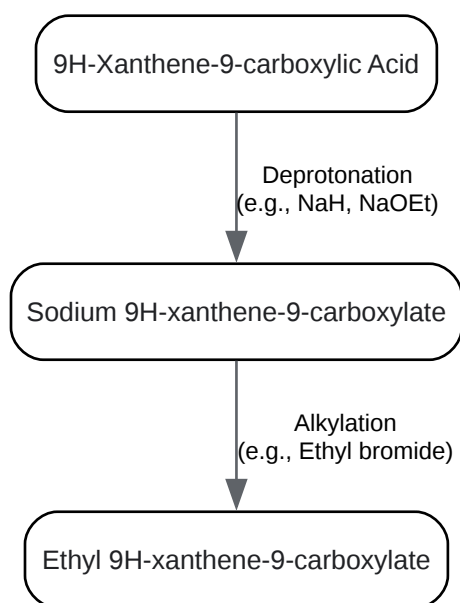 9H-Xanthene-9-carboxylic Acid
Deprotonation
(e.g., NaH, NaOEt)
Sodium 9H-xanthene-9-carboxylate
Alkylation
(e.g., Ethyl bromide)
Ethyl 9H-xanthene-9-carboxylate